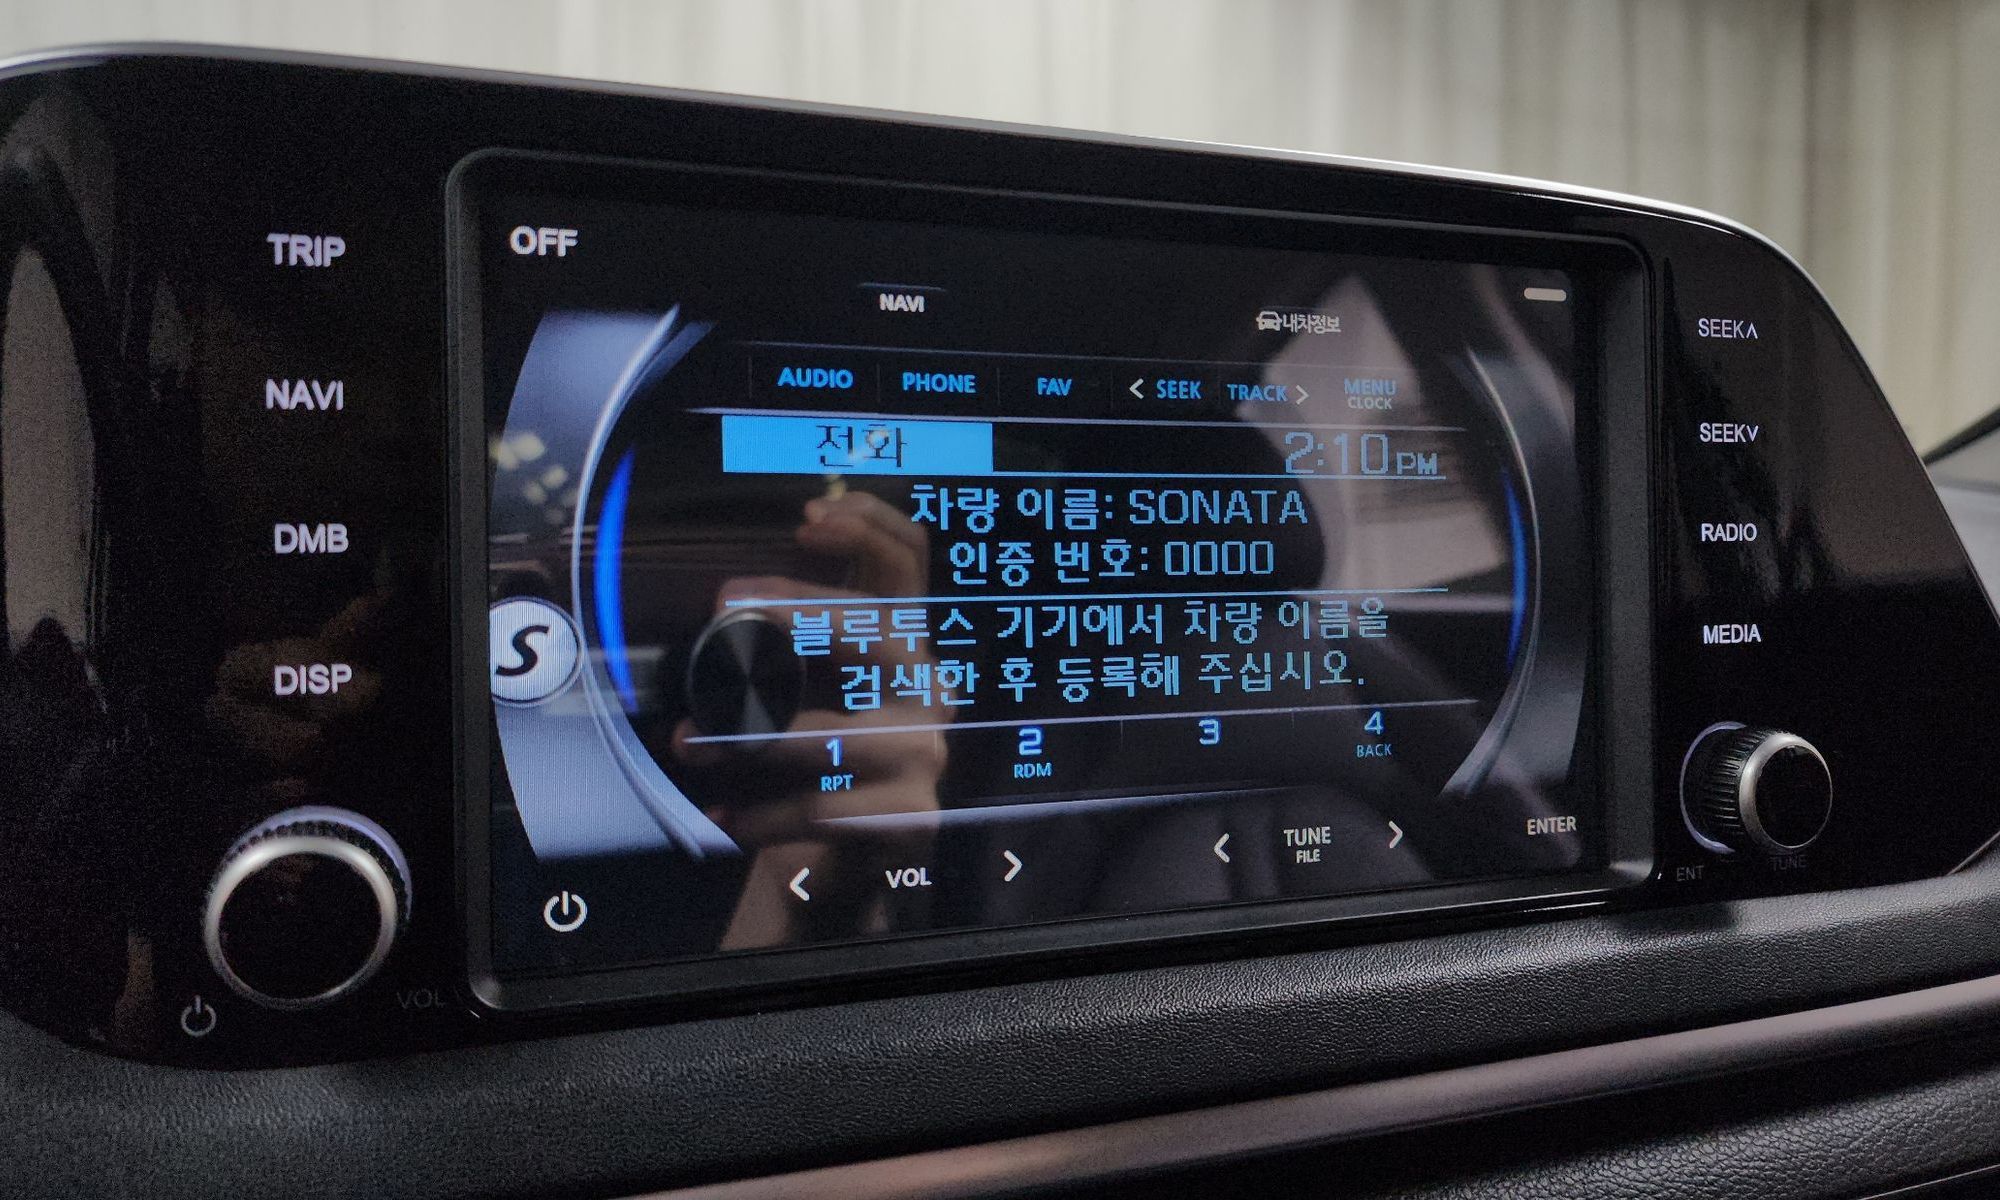 TRIP
NAVI
DMB
DISP
VOL
OFF
NAVI
내차정보
AUDIO PHONE FAV < SEEK TRACK > MENU
CLOCK
전화 2:10 PM
차량 이름: SONATA
인증 번호: 0000
블루투스 기기에서 차량 이름을
검색한 후 등록해 주십시오.
1 2 3 4
RPT RDM BACK
S
< VOL > < TUNE > ENTER
FILE
SEEK∧
SEEK∨
RADIO
MEDIA
ENT TUNE